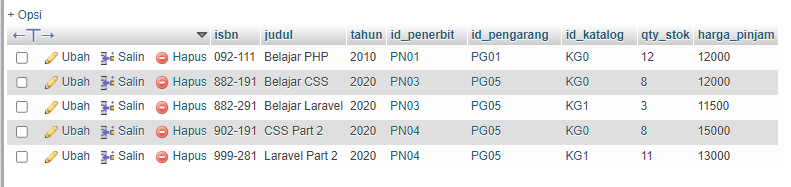 + Opsi
←T→ isbn judul tahun id_penerbit id_pengarang id_katalog qty_stok harga_pinjam
Ubah Salin Hapus 092-111 Belajar PHP 2010 PN01 PG01 KG0 12 12000
Ubah Salin Hapus 882-191 Belajar CSS 2020 PN03 PG05 KG0 8 12000
Ubah Salin Hapus 882-291 Belajar Laravel 2020 PN03 PG05 KG1 3 11500
Ubah Salin Hapus 902-191 CSS Part 2 2020 PN04 PG05 KG0 8 15000
Ubah Salin Hapus 999-281 Laravel Part 2 2020 PN04 PG05 KG1 11 13000